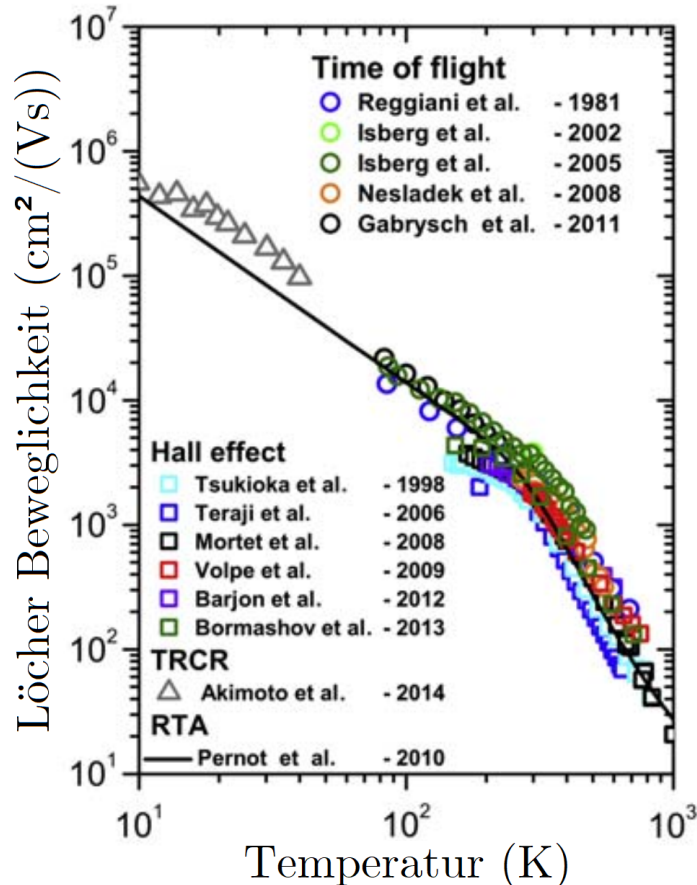 10⁷
10⁶
10⁵
10⁴
10³
10²
10¹
Löcher Beweglichkeit (cm²/(Vs))
Time of flight
Reggiani et al. - 1981
Isberg et al. - 2002
Isberg et al. - 2005
Nesladek et al. - 2008
Gabrysch et al. - 2011
Hall effect
Tsukioka et al. - 1998
Teraji et al. - 2006
Mortet et al. - 2008
Volpe et al. - 2009
Barjon et al. - 2012
Bormashov et al. - 2013
TRCR
Akimoto et al. - 2014
RTA
Pernot et al. - 2010
10¹ 10² 10³
Temperatur (K)